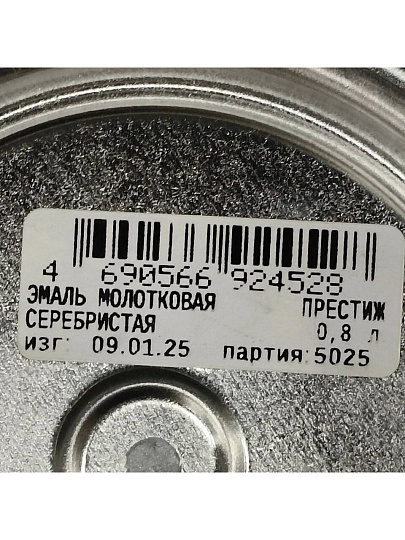 4 690566 924528
ЭМАЛЬ МОЛОТКОВАЯ ПРЕСТИЖ
СЕРЕБРИСТАЯ 0,8 л
изг: 09.01.25 партия:5025